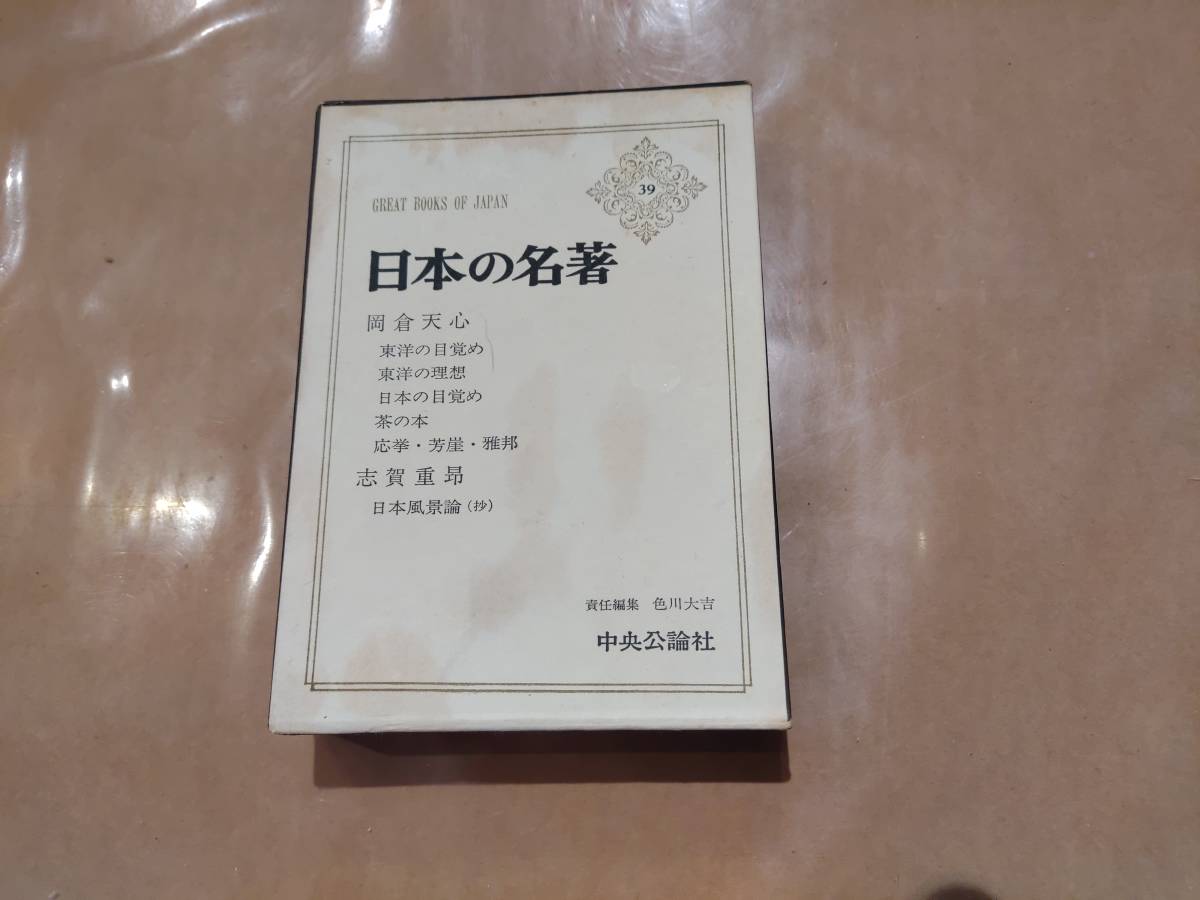 39
GREAT BOOKS OF JAPAN
日本の名著
岡倉天心
東洋の目覚め
東洋の理想
日本の目覚め
茶の本
応挙・芳崖・雅邦
志賀重昻
日本風景論(抄)
責任編集 色川大吉
中央公論社